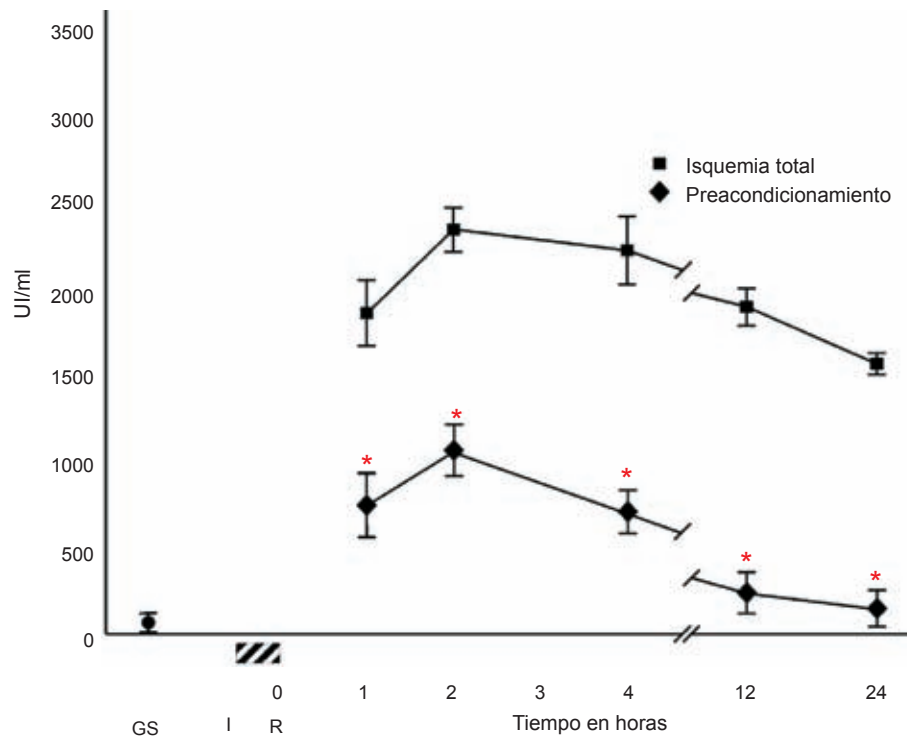 3500
3000
2500
2000
1500
1000
500
0
UI/ml
Isquemia total
Preacondicionamiento
*
*
*
*
*
0 1 2 3 4 12 24
GS I R Tiempo en horas